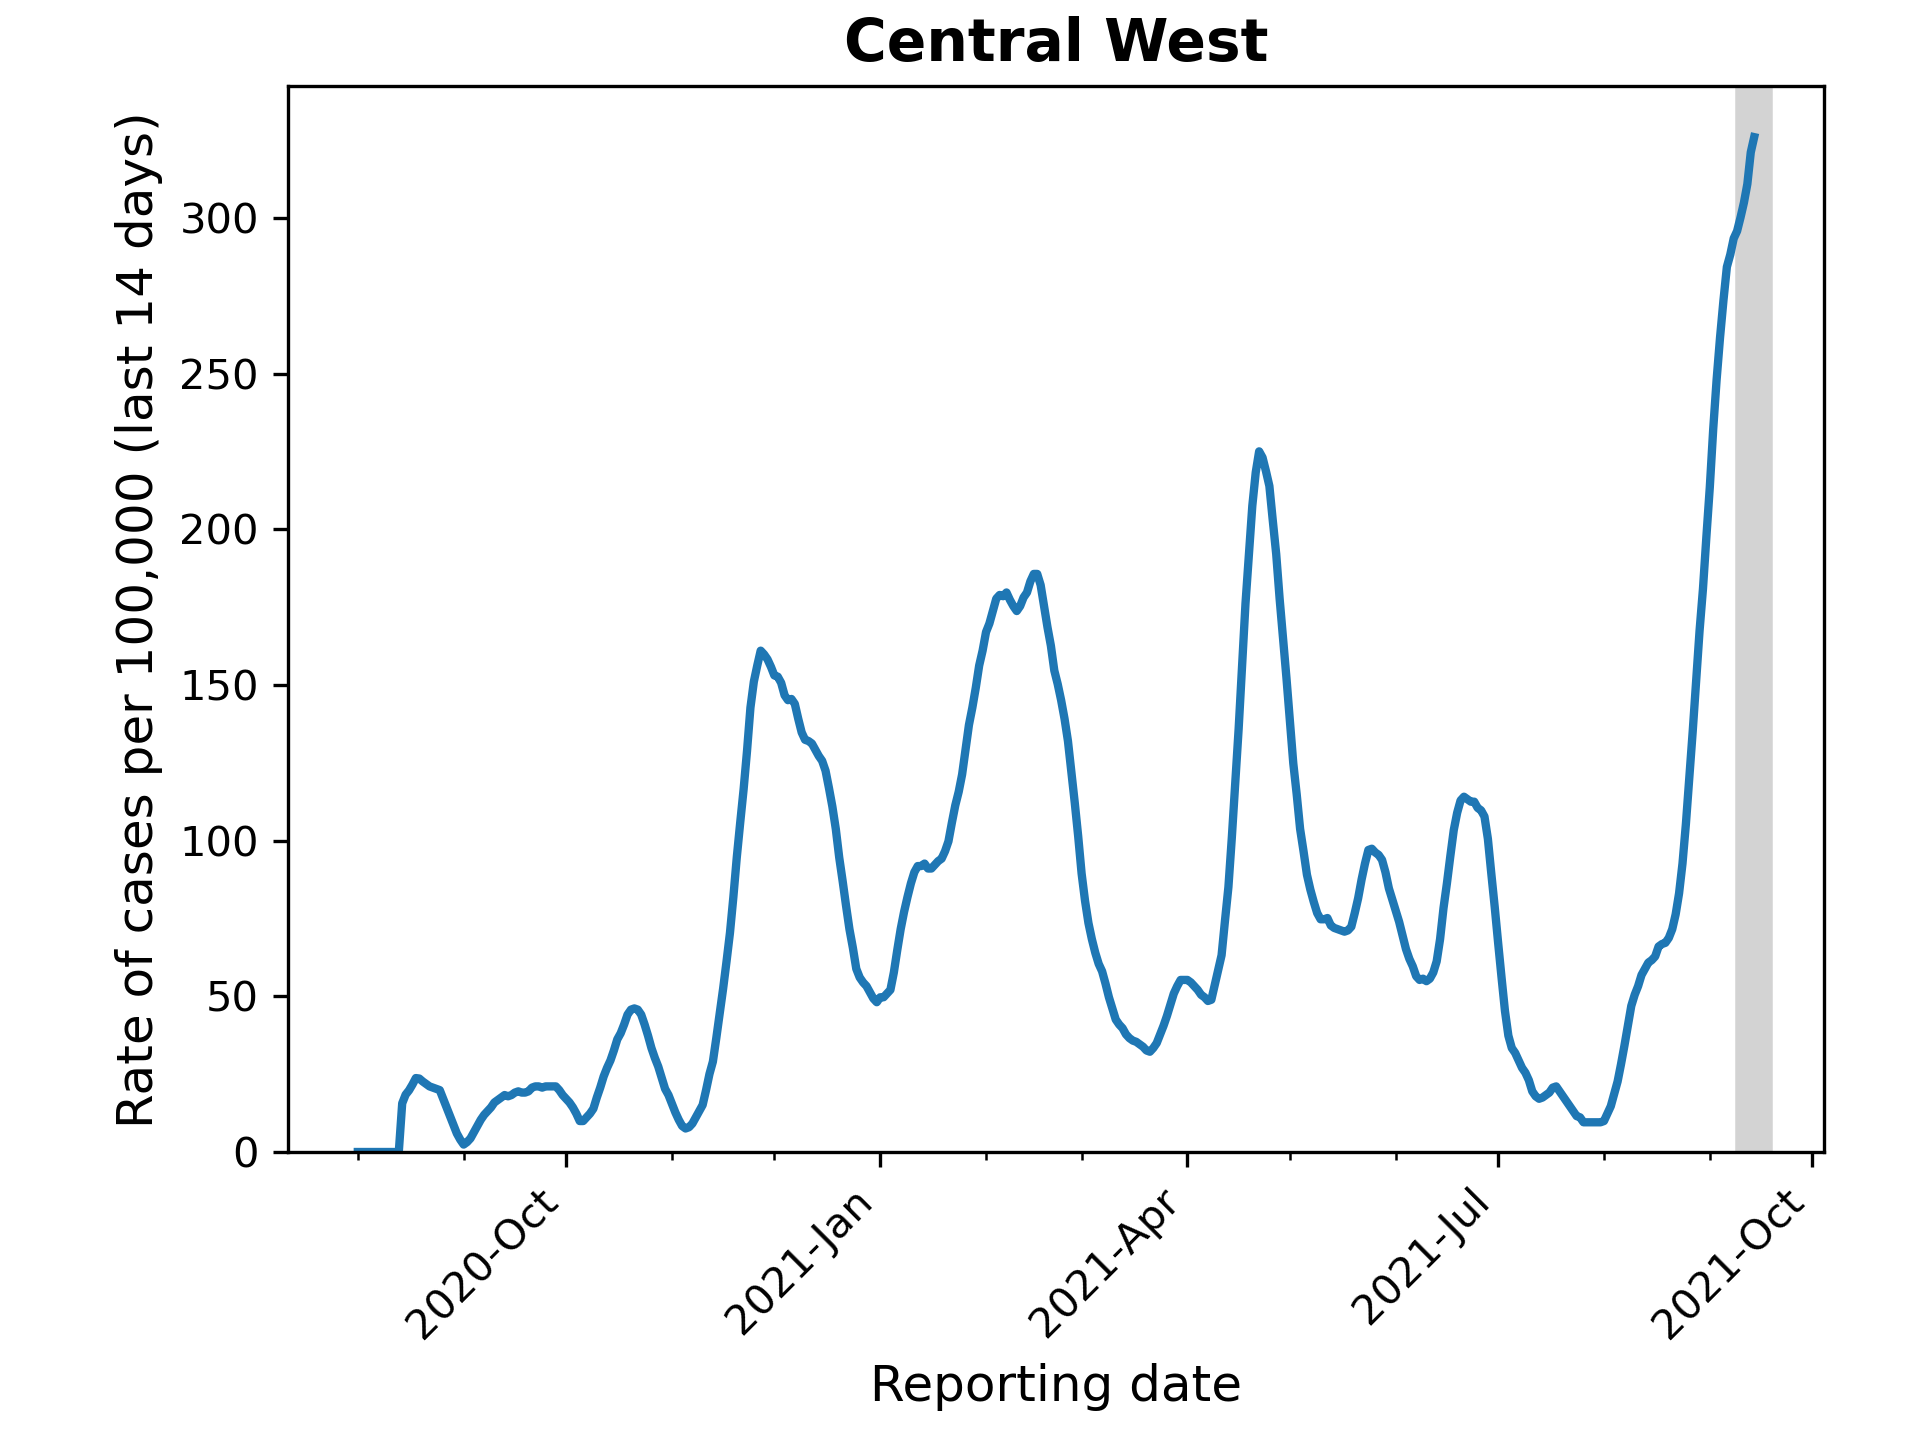 Central West
Rate of cases per 100,000 (last 14 days)
300
250
200
150
100
50
0
2020-Oct
2021-Jan
2021-Apr
2021-Jul
2021-Oct
Reporting date